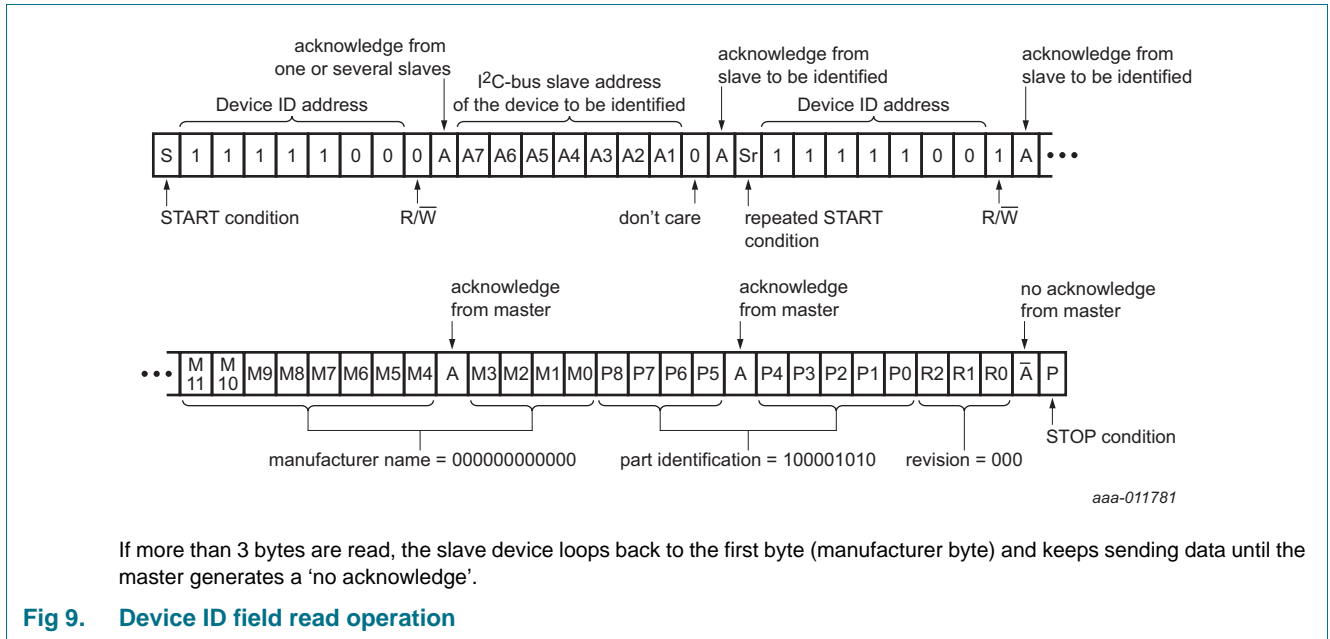 acknowledge from
one or several slaves
I2C-bus slave address
of the device to be identified
acknowledge from
slave to be identified
acknowledge from
slave to be identified
Device ID address
Device ID address
S 1 1 1 1 1 0 0 0 A A7 A6 A5 A4 A3 A2 A1 0 A Sr 1 1 1 1 1 0 0 1 A •••
START condition
R/W̅
don't care
repeated START
condition
R/W̅
acknowledge
from master
acknowledge
from master
no acknowledge
from master
••• M11 M10 M9 M8 M7 M6 M5 M4 A M3 M2 M1 M0 P8 P7 P6 P5 A P4 P3 P2 P1 P0 R2 R1 R0 A̅ P
STOP condition
manufacturer name = 000000000000
part identification = 100001010
revision = 000
aaa-011781
If more than 3 bytes are read, the slave device loops back to the first byte (manufacturer byte) and keeps sending data until the
master generates a 'no acknowledge'.
Fig 9. Device ID field read operation